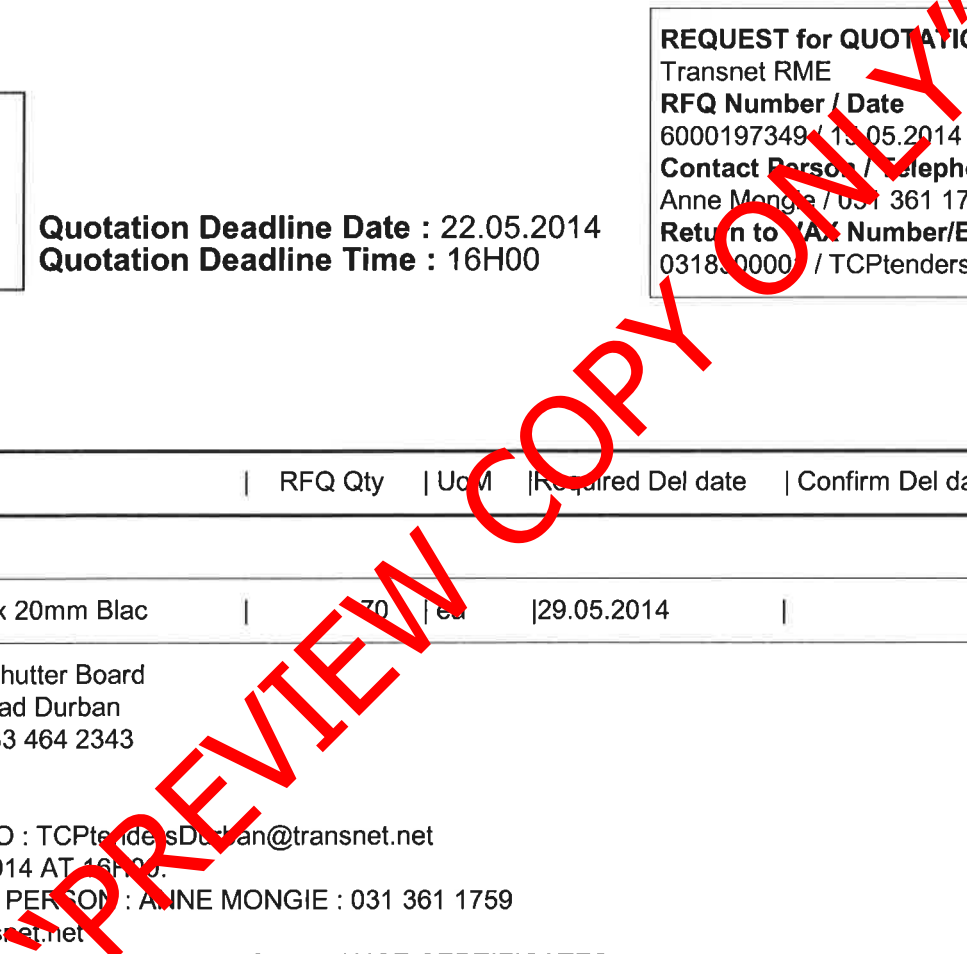 REQUEST for QUOTATIO
Transnet RME
RFQ Number / Date
6000197349 / 15.05.2014
Contact Person / Teleph
Anne Mongie / 031 361 17
Return to FAX Number/E
/ TCPtenders
Quotation Deadline Date : 22.05.2014
Quotation Deadline Time : 16H00
| RFQ Qty | UoM |Required Del date | Confirm Del da
x 20mm Blac | 70 | ea |29.05.2014 |
hutter Board
ad Durban
3 464 2343
O : TCPtendersDurban@transnet.net
014 AT 16H00.
PERSON : ANNE MONGIE : 031 361 1759
snet.net
"PREVIEW COPY ONLY"